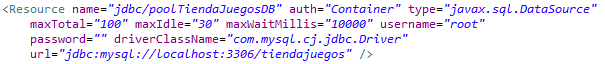 <Resource name="jdbc/poolTiendaJuegosDB" auth="Container" type="javax.sql.DataSource"
maxTotal="100" maxIdle="30" maxWaitMillis="10000" username="root"
password="" driverClassName="com.mysql.cj.jdbc.Driver"
url="jdbc:mysql://localhost:3306/tiendajuegos" />